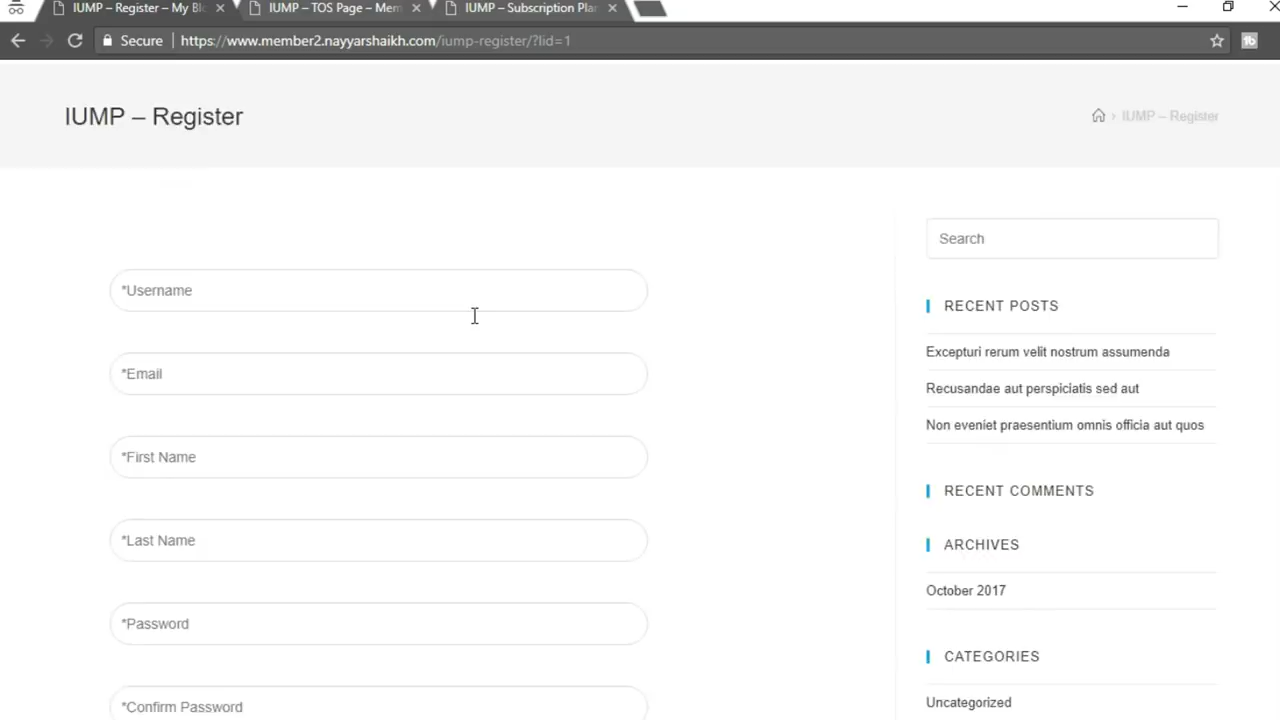 IUMP – Register – My Bl
IUMP – TOS Page – Mem
IUMP – Subscription Plan
Secure
https://www.member2.nayyarshaikh.com/iump-register/?lid=1
IUMP – Register
IUMP – Register
*Username
*Email
*First Name
*Last Name
*Password
*Confirm Password
Search
RECENT POSTS
Excepturi rerum velit nostrum assumenda
Recusandae aut perspiciatis sed aut
Non eveniet praesentium omnis officia aut quos
RECENT COMMENTS
ARCHIVES
October 2017
CATEGORIES
Uncategorized